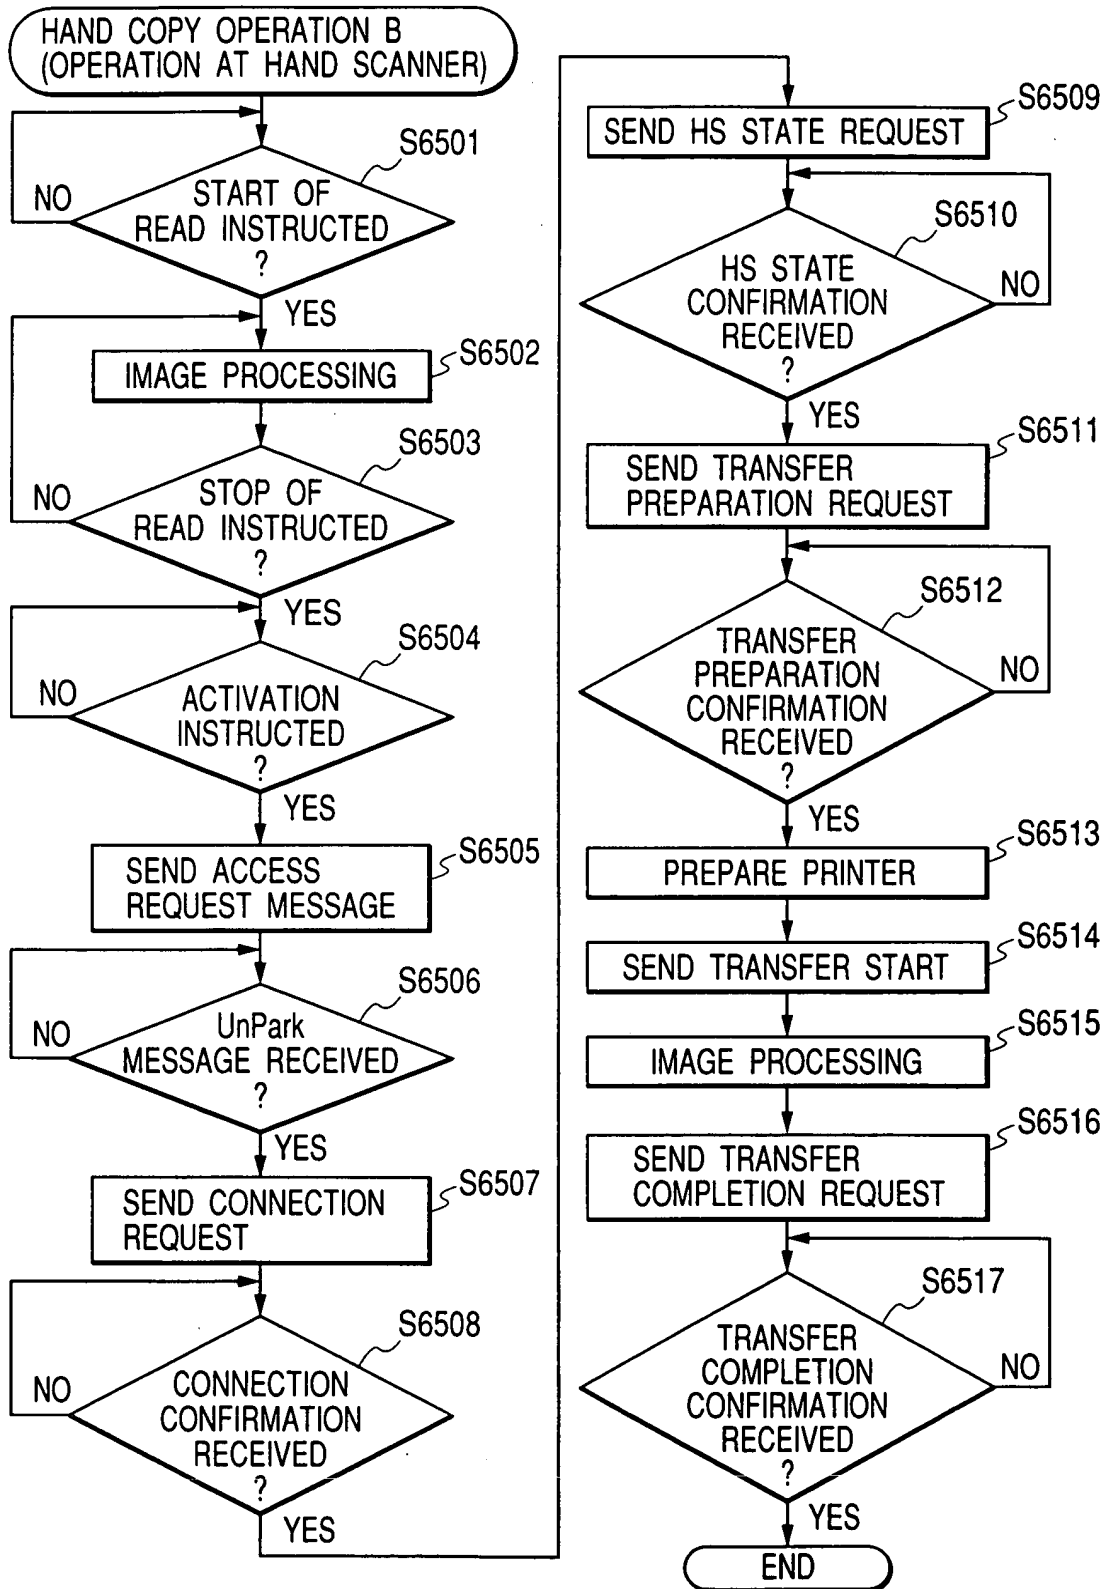 HAND COPY OPERATION B
(OPERATION AT HAND SCANNER)
S6501
START OF
READ INSTRUCTED
?
NO
YES
S6502
IMAGE PROCESSING
S6503
STOP OF
READ INSTRUCTED
?
NO
YES
S6504
ACTIVATION
INSTRUCTED
?
NO
YES
S6505
SEND ACCESS
REQUEST MESSAGE
S6506
UnPark
MESSAGE RECEIVED
?
NO
YES
S6507
SEND CONNECTION
REQUEST
S6508
CONNECTION
CONFIRMATION
RECEIVED
?
NO
YES
S6509
SEND HS STATE REQUEST
S6510
HS STATE
CONFIRMATION
RECEIVED
?
NO
YES
S6511
SEND TRANSFER
PREPARATION REQUEST
S6512
TRANSFER
PREPARATION
CONFIRMATION
RECEIVED
?
NO
YES
S6513
PREPARE PRINTER
S6514
SEND TRANSFER START
S6515
IMAGE PROCESSING
S6516
SEND TRANSFER
COMPLETION REQUEST
S6517
TRANSFER
COMPLETION
CONFIRMATION
RECEIVED
?
NO
YES
END